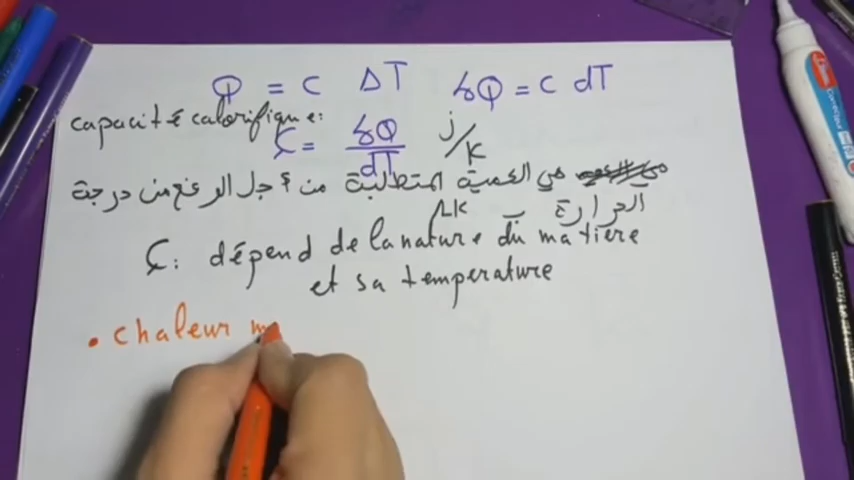 Q = C ΔT    δQ = C dT
capacité calorifique:
C = δQ/dT    j/K
هي الكمية المتطلبة من أجل الرفع من درجة
الحرارة ب 1K
C: dépend de la nature du matière
et sa temperature
• chaleur m